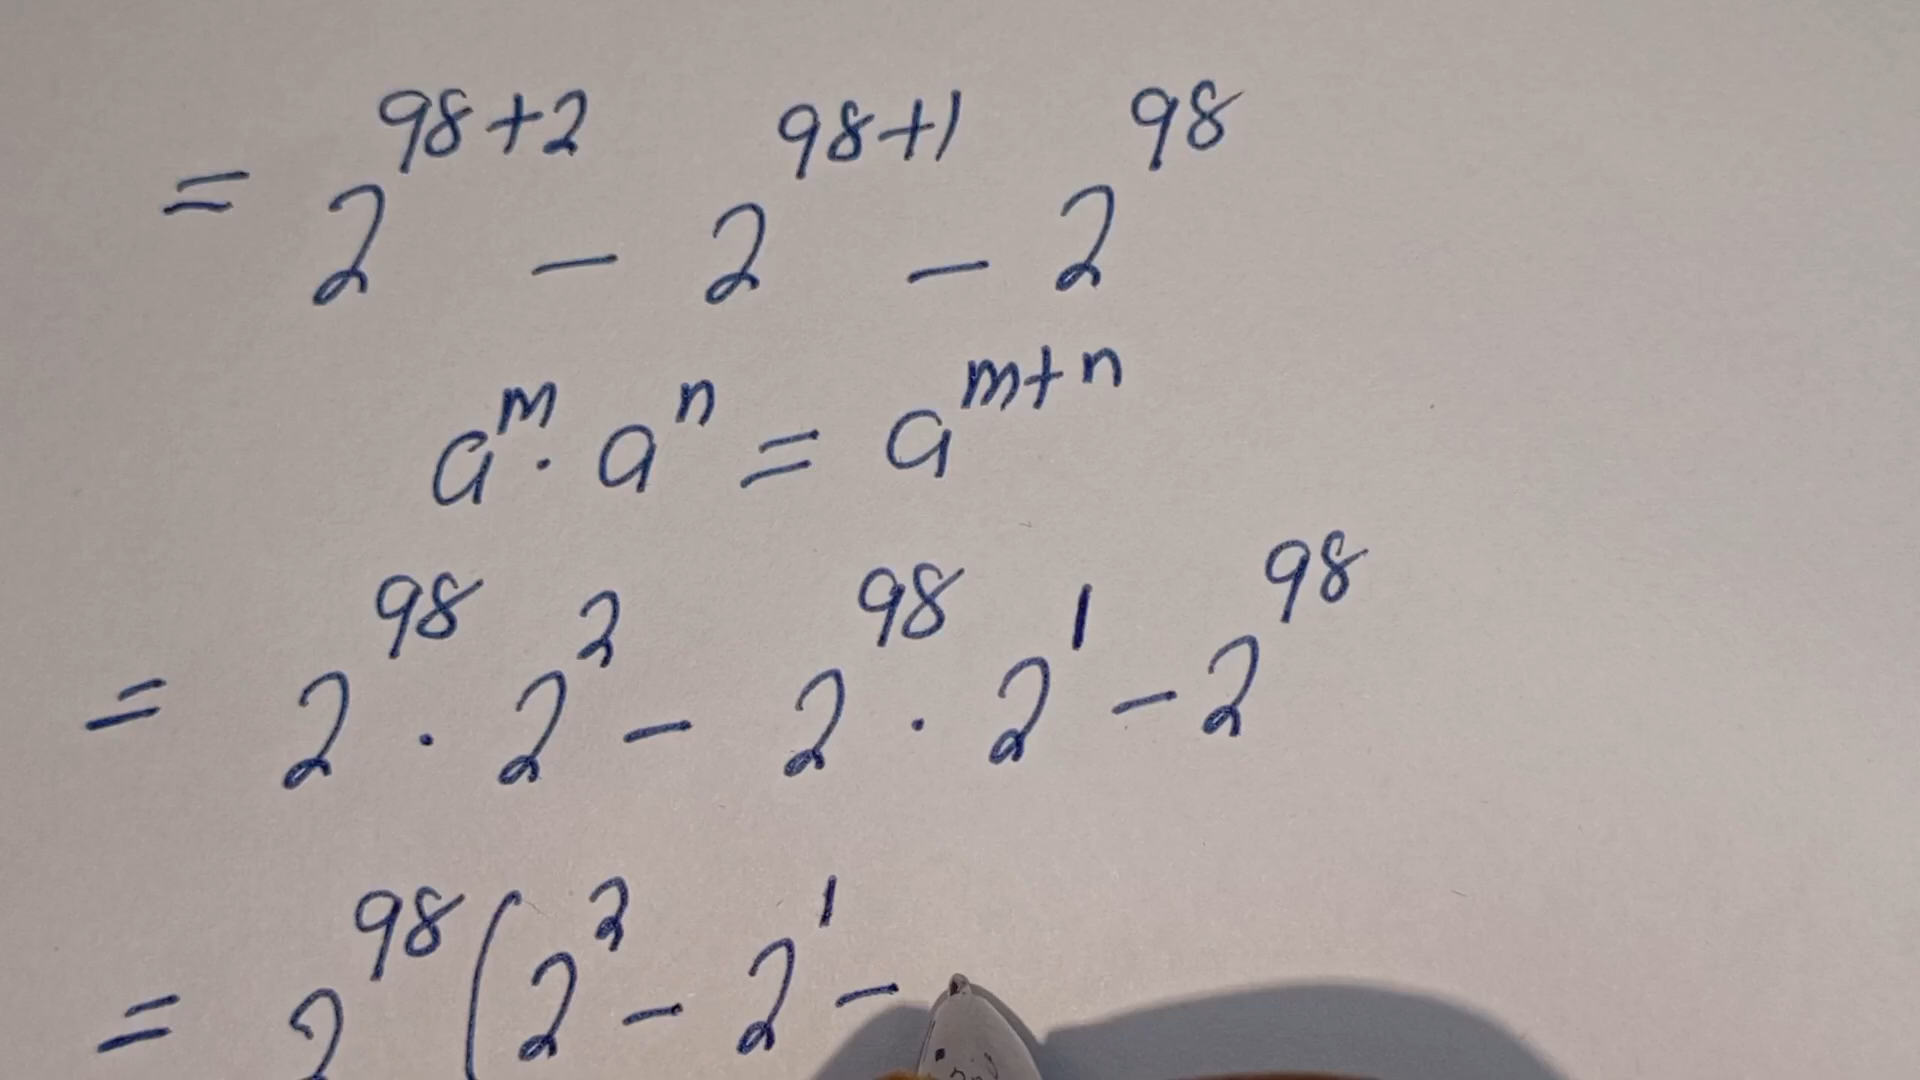 = 2^{98+2} - 2^{98+1} - 2^{98}
a^m · a^n = a^{m+n}
= 2^{98} · 2^2 - 2^{98} · 2^1 - 2^{98}
= 2^{98} (2^2 - 2^1 -